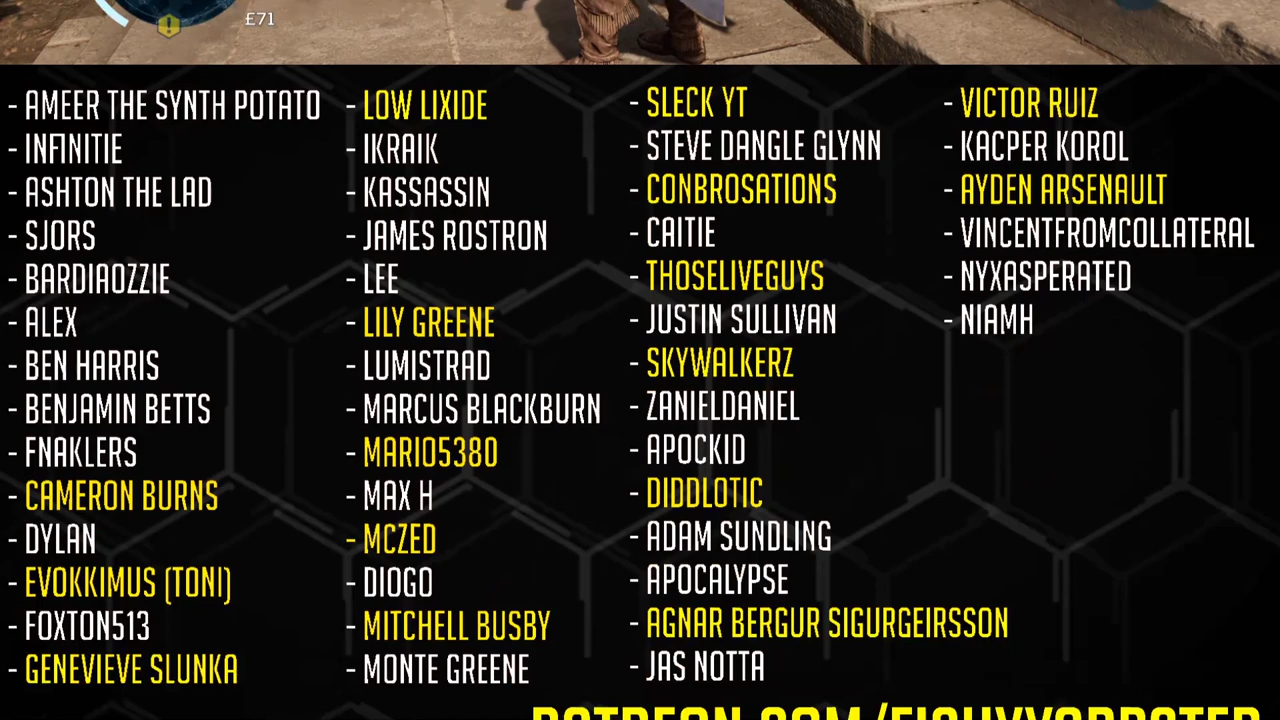 £71
- AMEER THE SYNTH POTATO
- INFINITIE
- ASHTON THE LAD
- SJORS
- BARDIAOZZIE
- ALEX
- BEN HARRIS
- BENJAMIN BETTS
- FNAKLERS
- CAMERON BURNS
- DYLAN
- EVOKKIMUS (TONI)
- FOXTON513
- GENEVIEVE SLUNKA
- LOW LIXIDE
- IKRAIK
- KASSASSIN
- JAMES ROSTRON
- LEE
- LILY GREENE
- LUMISTRAD
- MARCUS BLACKBURN
- MARIO5380
- MAX H
- MCZED
- DIOGO
- MITCHELL BUSBY
- MONTE GREENE
- SLECK YT
- STEVE DANGLE GLYNN
- CONBROSATIONS
- CAITIE
- THOSELIVEGUYS
- JUSTIN SULLIVAN
- SKYWALKERZ
- ZANIELDANIEL
- APOCKID
- DIDDLOTIC
- ADAM SUNDLING
- APOCALYPSE
- AGNAR BERGUR SIGURGEIRSSON
- JAS NOTTA
- VICTOR RUIZ
- KACPER KOROL
- AYDEN ARSENAULT
- VINCENTFROMCOLLATERAL
- NYXASPERATED
- NIAMH